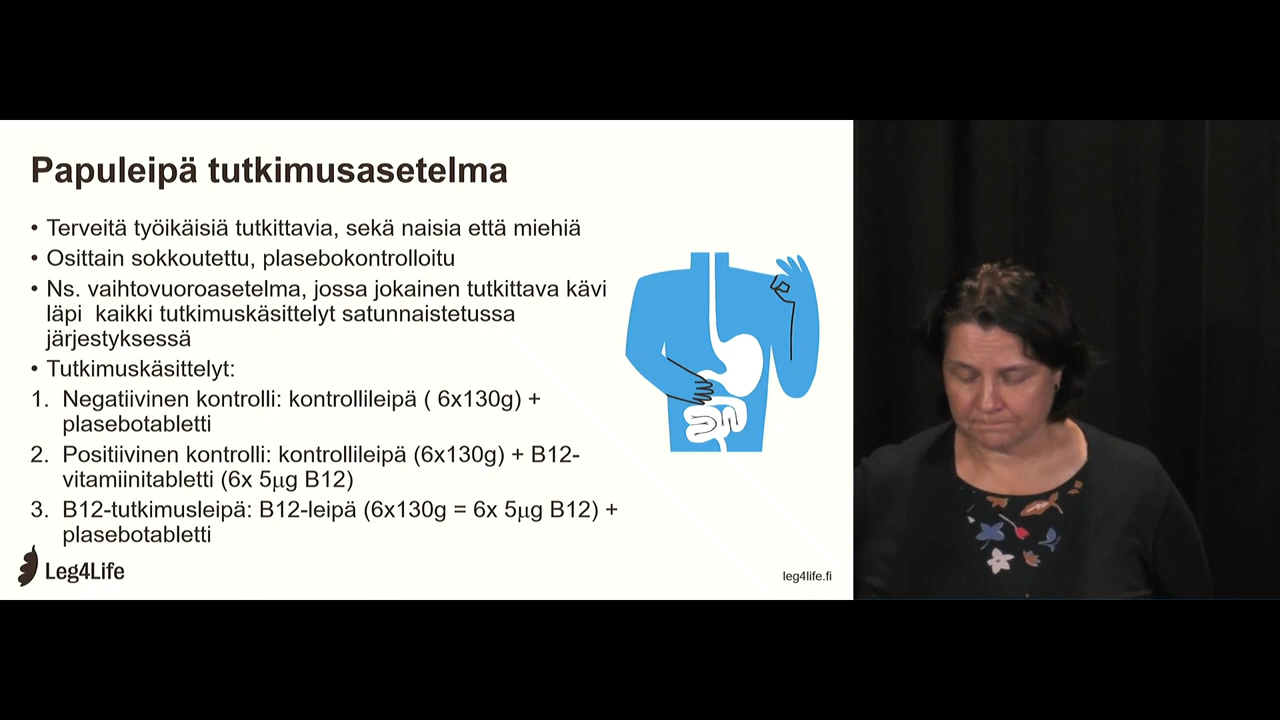 Papuleipä tutkimusasetelma
• Terveitä työikäisiä tutkittavia, sekä naisia että miehiä
• Osittain sokkoutettu, plasebokontrolloitu
• Ns. vaihtovuoroasetelma, jossa jokainen tutkittava kävi
läpi  kaikki tutkimuskäsittelyt satunnaistetussa
järjestyksessä
• Tutkimuskäsittelyt:
1. Negatiivinen kontrolli: kontrollileipä ( 6x130g) +
plasebotabletti
2. Positiivinen kontrolli: kontrollileipä (6x130g) + B12-
vitamiinitabletti (6x 5µg B12)
3. B12-tutkimusleipä: B12-leipä (6x130g = 6x 5µg B12) +
plasebotabletti
Leg4Life
leg4life.fi